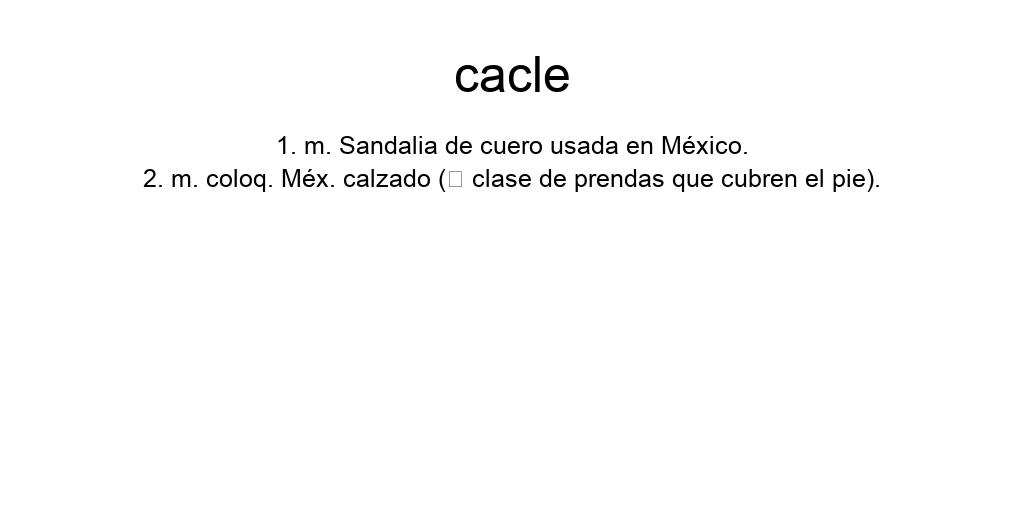 cacle
1. m. Sandalia de cuero usada en México.
2. m. coloq. Méx. calzado (□ clase de prendas que cubren el pie).